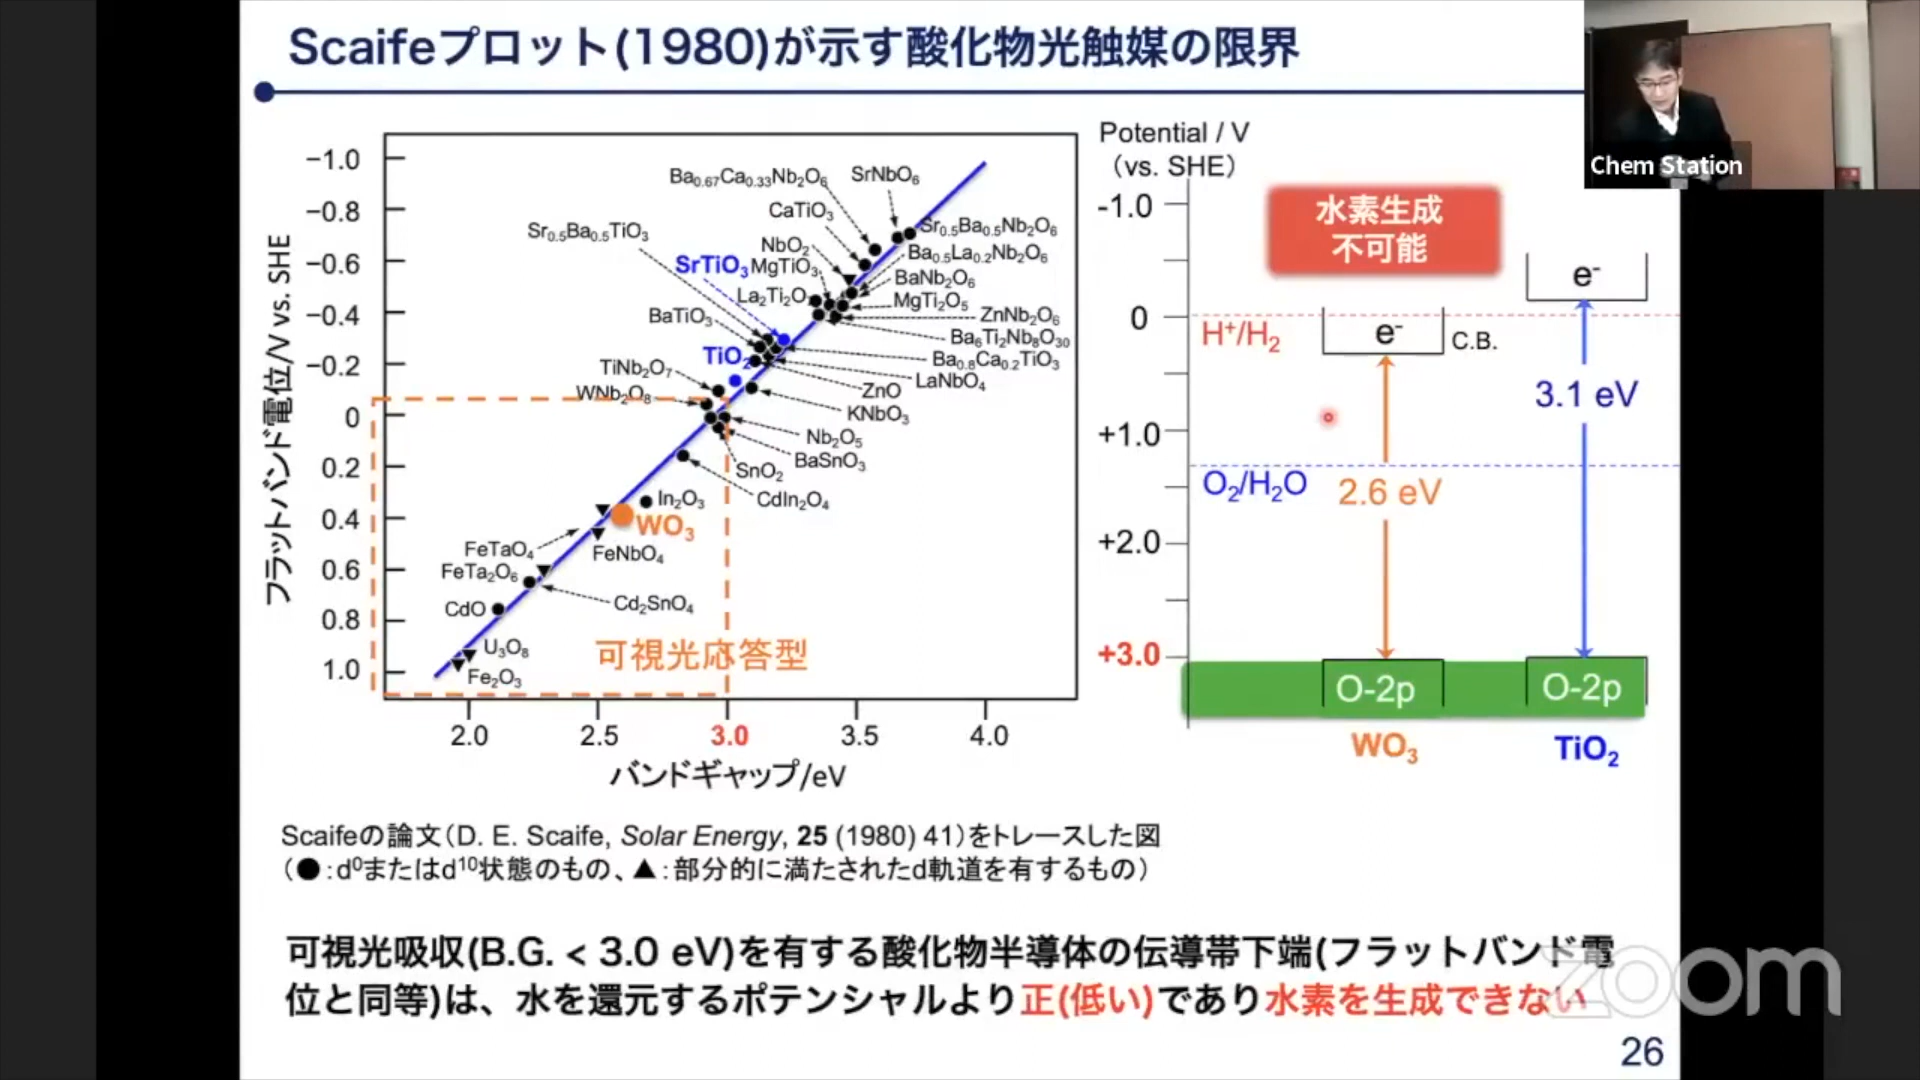 Scaifeプロット(1980)が示す酸化物光触媒の限界
Chem Station
フラットバンド電位/V vs. SHE
−1.0
−0.8
−0.6
−0.4
−0.2
0
0.2
0.4
0.6
0.8
1.0
Ba0.67Ca0.33Nb2O6
SrNbO6
CaTiO3
Sr0.5Ba0.5TiO3
Sr0.5Ba0.5Nb2O6
NbO2
Ba0.5La0.2Nb2O6
SrTiO3
MgTiO3
BaNb2O6
La2Ti2O
MgTi2O5
BaTiO3
ZnNb2O6
Ba6Ti2Nb8O30
TiO2
Ba0.8Ca0.2TiO3
TiNb2O7
LaNbO4
WNb2O8
ZnO
KNbO3
Nb2O5
BaSnO3
SnO2
In2O3
CdIn2O4
WO3
FeTaO4
FeNbO4
FeTa2O6
CdO
Cd2SnO4
U3O8
可視光応答型
Fe2O3
2.0
2.5
3.0
3.5
4.0
バンドギャップ/eV
Potential / V
(vs. SHE)
-1.0
0
+1.0
+2.0
+3.0
水素生成
不可能
e-
e-
C.B.
H+/H2
3.1 eV
O2/H2O
2.6 eV
O-2p
O-2p
WO3
TiO2
Scaifeの論文(D. E. Scaife, Solar Energy, 25 (1980) 41)をトレースした図
(●:d0またはd10状態のもの、▲:部分的に満たされたd軌道を有するもの)
可視光吸収(B.G. < 3.0 eV)を有する酸化物半導体の伝導帯下端(フラットバンド電
位と同等)は、水を還元するポテンシャルより正(低い)であり水素を生成できない
zoom
26